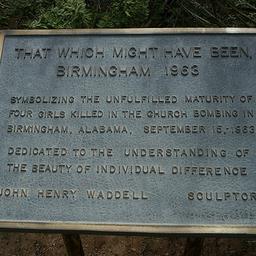 THAT WHICH MIGHT HAVE BEEN,
BIRMINGHAM 1963
SYMBOLIZING THE UNFULFILLED MATURITY OF
FOUR GIRLS KILLED IN THE CHURCH BOMBING IN
BIRMINGHAM, ALABAMA, SEPTEMBER 15, 1963
DEDICATED TO THE UNDERSTANDING OF
THE BEAUTY OF INDIVIDUAL DIFFERENCE
JOHN HENRY WADDELL SCULPTOR